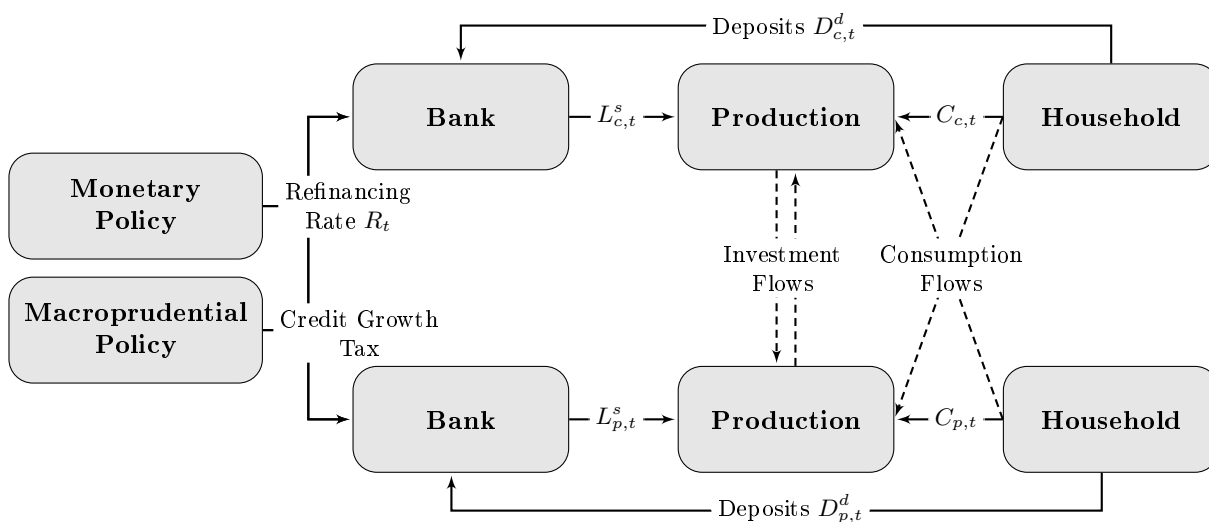 Deposits $D^d_{c,t}$
Bank
$L^s_{c,t}$
Production
$C_{c,t}$
Household
Monetary
Policy
Refinancing
Rate $R_t$
Investment
Flows
Consumption
Flows
Macroprudential
Policy
Credit Growth
Tax
Bank
$L^s_{p,t}$
Production
$C_{p,t}$
Household
Deposits $D^d_{p,t}$